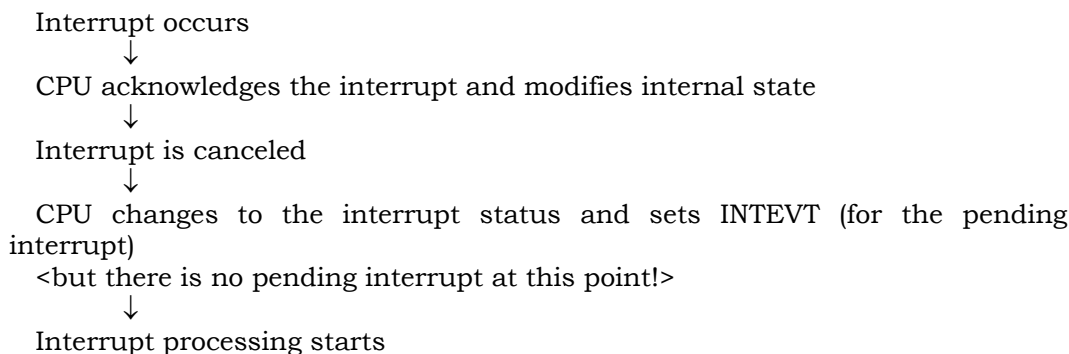 Interrupt occurs
↓
CPU acknowledges the interrupt and modifies internal state
↓
Interrupt is canceled
↓
CPU changes to the interrupt status and sets INTEVT (for the pending
interrupt)
<but there is no pending interrupt at this point!>
↓
Interrupt processing starts